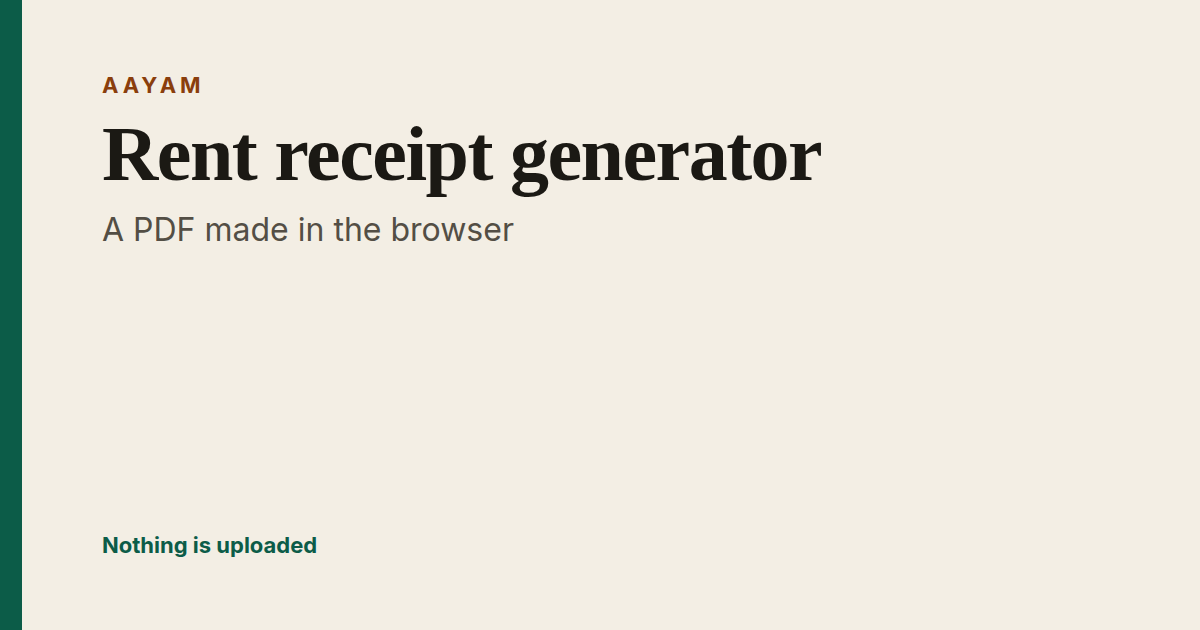 AAYAM
Rent receipt generator
A PDF made in the browser
Nothing is uploaded